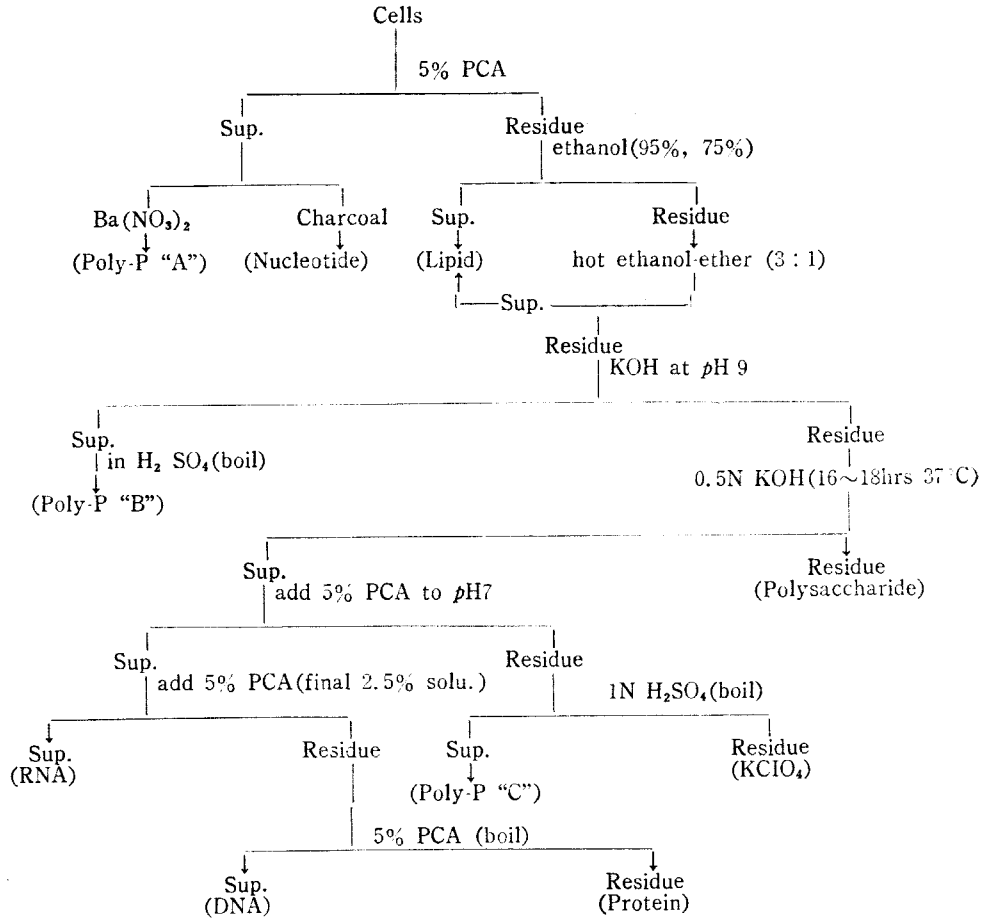 Cells
5% PCA
Sup.
Residue
ethanol(95%, 75%)
Ba(NO₃)₂
Charcoal
Sup.
Residue
(Poly-P “A”)
(Nucleotide)
(Lipid)
hot ethanol-ether (3 : 1)
Sup.
Residue
KOH at pH 9
Sup.
in H₂ SO₄(boil)
(Poly-P “B”)
Residue
0.5N KOH(16~18hrs 37°C)
Sup.
add 5% PCA to pH7
Residue
(Polysaccharide)
Sup.
add 5% PCA(final 2.5% solu.)
Residue
1N H₂SO₄(boil)
Sup.
(RNA)
Residue
Sup.
(Poly-P “C”)
Residue
(KClO₄)
5% PCA (boil)
Sup.
(DNA)
Residue
(Protein)